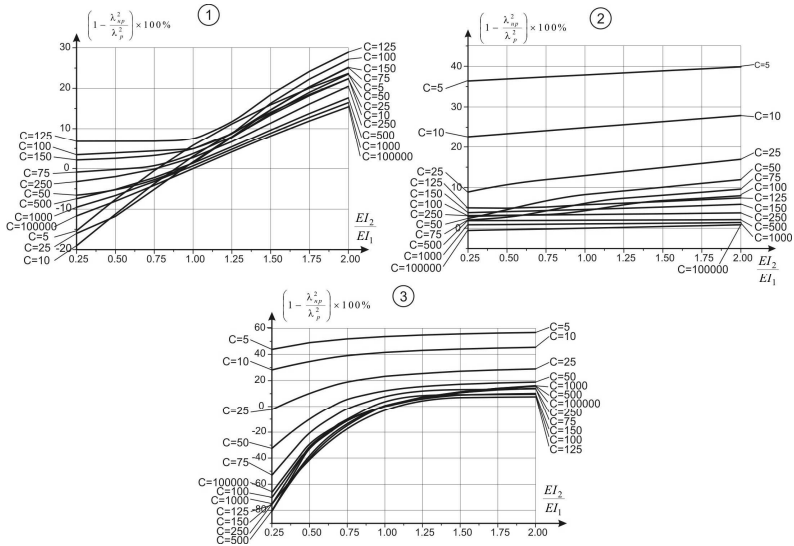 (1 - λ²np / λ²p) ×100%
1
30
20
10
0
-10
-20
C=125
C=100
C=150
C=75
C=250
C=50
C=500
C=1000
C=100000
C=5
C=25
C=10
C=125
C=100
C=150
C=75
C=5
C=50
C=25
C=10
C=250
C=500
C=1000
C=100000
EI2
EI1
0.25 0.50 0.75 1.00 1.25 1.50 1.75 2.00
(1 - λ²np / λ²p) ×100%
2
40
30
20
10
0
C=5
C=10
C=25
C=125
C=150
C=100
C=250
C=50
C=75
C=500
C=1000
C=100000
C=5
C=10
C=25
C=50
C=75
C=100
C=125
C=150
C=250
C=500
C=1000
C=100000
0.25 0.50 0.75 1.00 1.25 1.50 1.75 2.00
EI2
EI1
(1 - λ²np / λ²p) ×100%
3
60
40
20
0
-20
-40
-60
-80
C=5
C=10
C=25
C=50
C=75
C=100000
C=100
C=1000
C=125
C=150
C=250
C=500
C=5
C=10
C=25
C=50
C=1000
C=500
C=100000
C=250
C=75
C=150
C=100
C=125
EI2
EI1
0.25 0.50 0.75 1.00 1.25 1.50 1.75 2.00